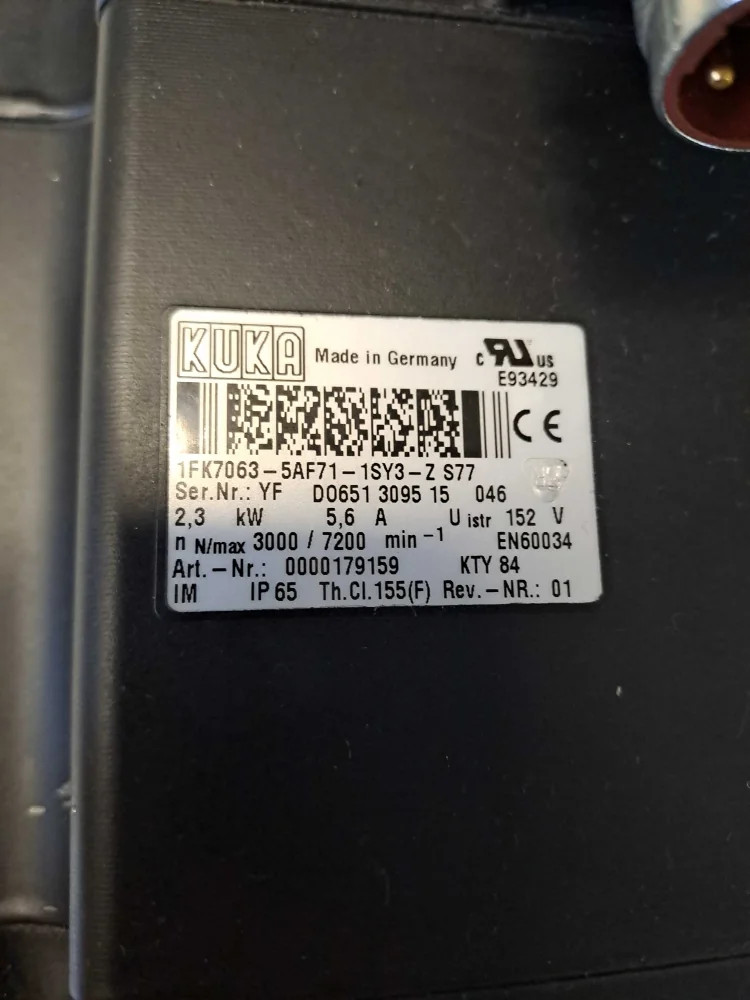 KUKA Made in Germany c RU US
E93429
CE
1FK7063-5AF71-1SY3-Z S77
Ser.Nr.: YF D0651 3095 15 046
2,3 kW 5,6 A U istr 152 V
n N/max 3000 / 7200 min -1 EN60034
Art.-Nr.: 0000179159 KTY 84
IM IP 65 Th.Cl.155(F) Rev.-NR.: 01